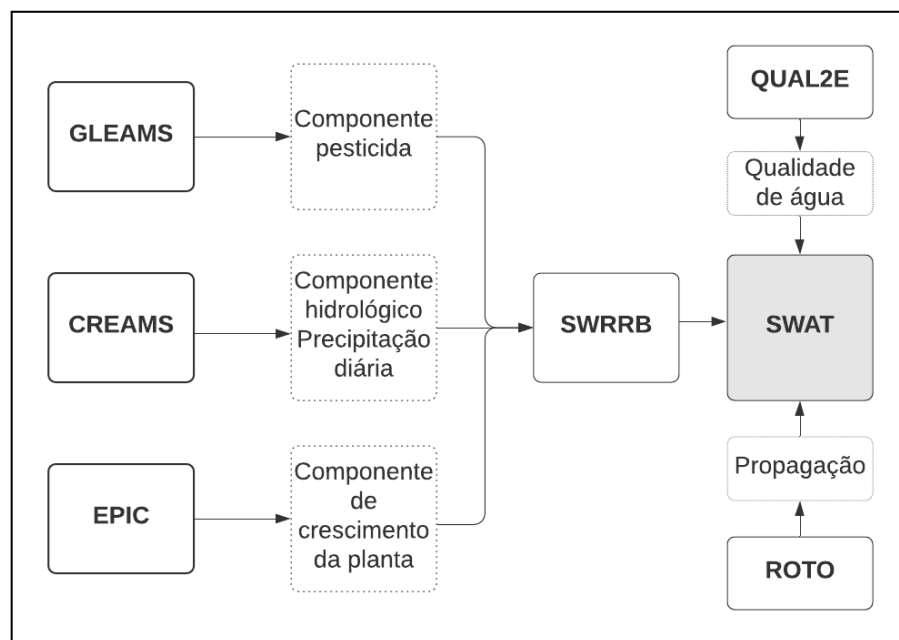 GLEAMS
Componente
pesticida
CREAMS
Componente
hidrológico
Precipitação
diária
EPIC
Componente
de
crescimento
da planta
SWRRB
QUAL2E
Qualidade
de água
SWAT
Propagação
ROTO